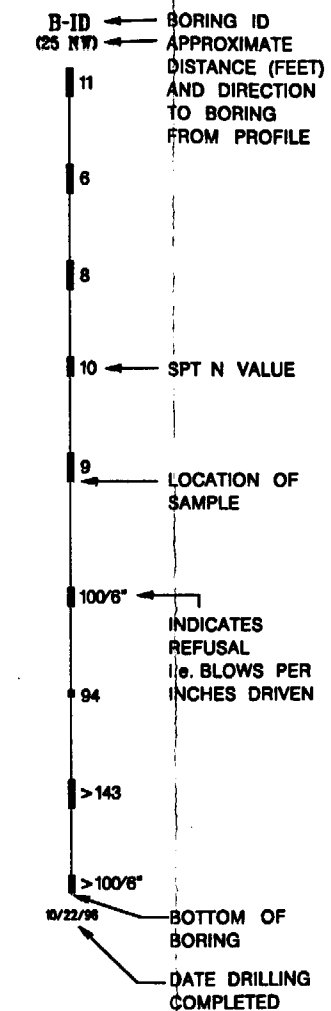 B-ID BORING ID
(25 NW) APPROXIMATE
DISTANCE (FEET)
AND DIRECTION
TO BORING
FROM PROFILE
11
6
8
10 SPT N VALUE
9
LOCATION OF
SAMPLE
100/6"
INDICATES
REFUSAL
i.e. BLOWS PER
INCHES DRIVEN
94
>143
>100/6"
10/22/96
BOTTOM OF
BORING
DATE DRILLING
COMPLETED